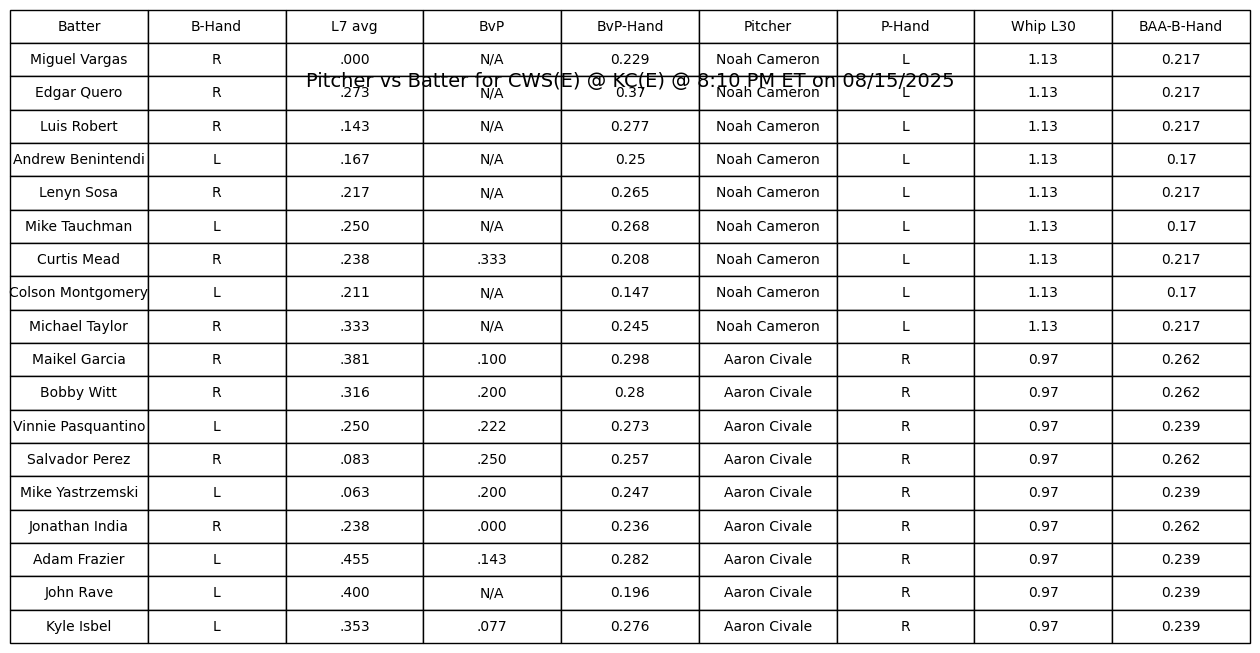 Batter B-Hand L7 avg BvP BvP-Hand Pitcher P-Hand Whip L30 BAA-B-Hand
Miguel Vargas R .000 N/A 0.229 Noah Cameron L 1.13 0.217
Pitcher vs Batter for CWS(E) @ KC(E) @ 8:10 PM ET on 08/15/2025
Edgar Quero R .273 N/A 0.37 Noah Cameron L 1.13 0.217
Luis Robert R .143 N/A 0.277 Noah Cameron L 1.13 0.217
Andrew Benintendi L .167 N/A 0.25 Noah Cameron L 1.13 0.17
Lenyn Sosa R .217 N/A 0.265 Noah Cameron L 1.13 0.217
Mike Tauchman L .250 N/A 0.268 Noah Cameron L 1.13 0.17
Curtis Mead R .238 .333 0.208 Noah Cameron L 1.13 0.217
Colson Montgomery L .211 N/A 0.147 Noah Cameron L 1.13 0.17
Michael Taylor R .333 N/A 0.245 Noah Cameron L 1.13 0.217
Maikel Garcia R .381 .100 0.298 Aaron Civale R 0.97 0.262
Bobby Witt R .316 .200 0.28 Aaron Civale R 0.97 0.262
Vinnie Pasquantino L .250 .222 0.273 Aaron Civale R 0.97 0.239
Salvador Perez R .083 .250 0.257 Aaron Civale R 0.97 0.262
Mike Yastrzemski L .063 .200 0.247 Aaron Civale R 0.97 0.239
Jonathan India R .238 .000 0.236 Aaron Civale R 0.97 0.262
Adam Frazier L .455 .143 0.282 Aaron Civale R 0.97 0.239
John Rave L .400 N/A 0.196 Aaron Civale R 0.97 0.239
Kyle Isbel L .353 .077 0.276 Aaron Civale R 0.97 0.239